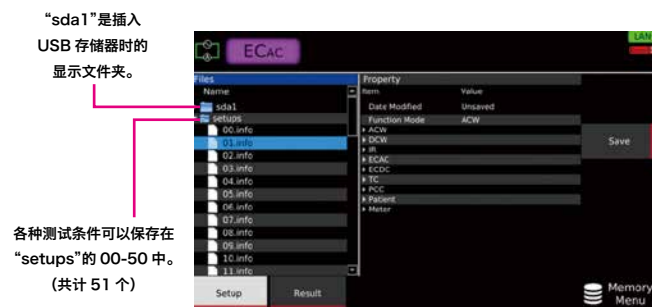 “sda1”是插入
USB 存储器时的
显示文件夹。
各种测试条件可以保存在
“setups”的 00-50 中。
（共计 51 个）
ECAC
LAN
Files
Name
sda1
setups
00.info
01.info
02.info
03.info
04.info
05.info
06.info
07.info
08.info
09.info
10.info
11.info
Property
Item Value
Date Modified Unsaved
Function Mode ACW
ACW
DCW
IR
ECAC
ECDC
TC
PCC
Patient
Meter
Save
Setup Result
Memory
Menu